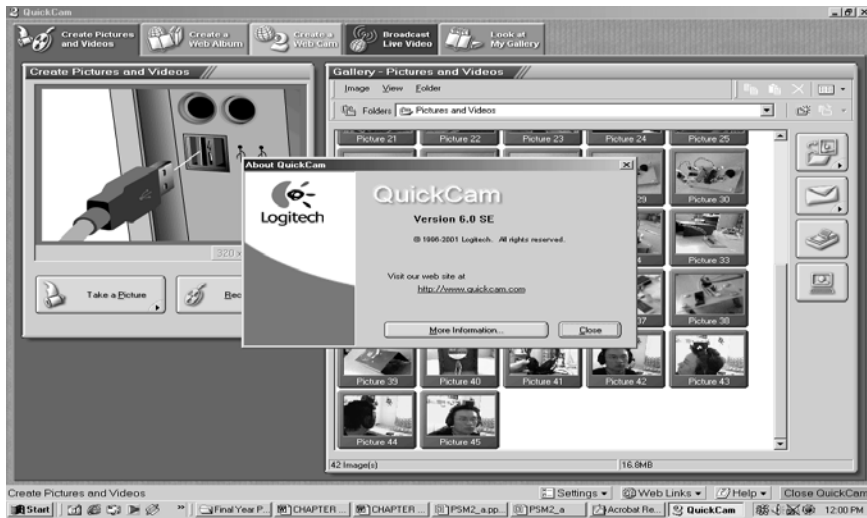 QuickCam
Create Pictures
and Videos
Create a
Web Album
Create a
Web Cam
Broadcast
Live Video
Look at
My Gallery
Create Pictures and Videos
320 x
Take a Picture
Rec
Gallery - Pictures and Videos
Image View Folder
Folders Pictures and Videos
Picture 21 Picture 22 Picture 23 Picture 24 Picture 25
29 Picture 30
Picture 33
37 Picture 38
Picture 39 Picture 40 Picture 41 Picture 42 Picture 43
Picture 44 Picture 45
42 Image(s) 16.8MB
About QuickCam
Logitech
QuickCam
Version 6.0 SE
© 1996-2001 Logitech. All rights reserved.
Visit our web site at
http://www.quickcam.com
More Information... Close
Create Pictures and Videos Settings Web Links Help Close QuickCam
Start Final Year P... CHAPTER ... CHAPTER ... PSM2_a.pp... PSM2_a Acrobat Re... QuickCam 12:00 PM